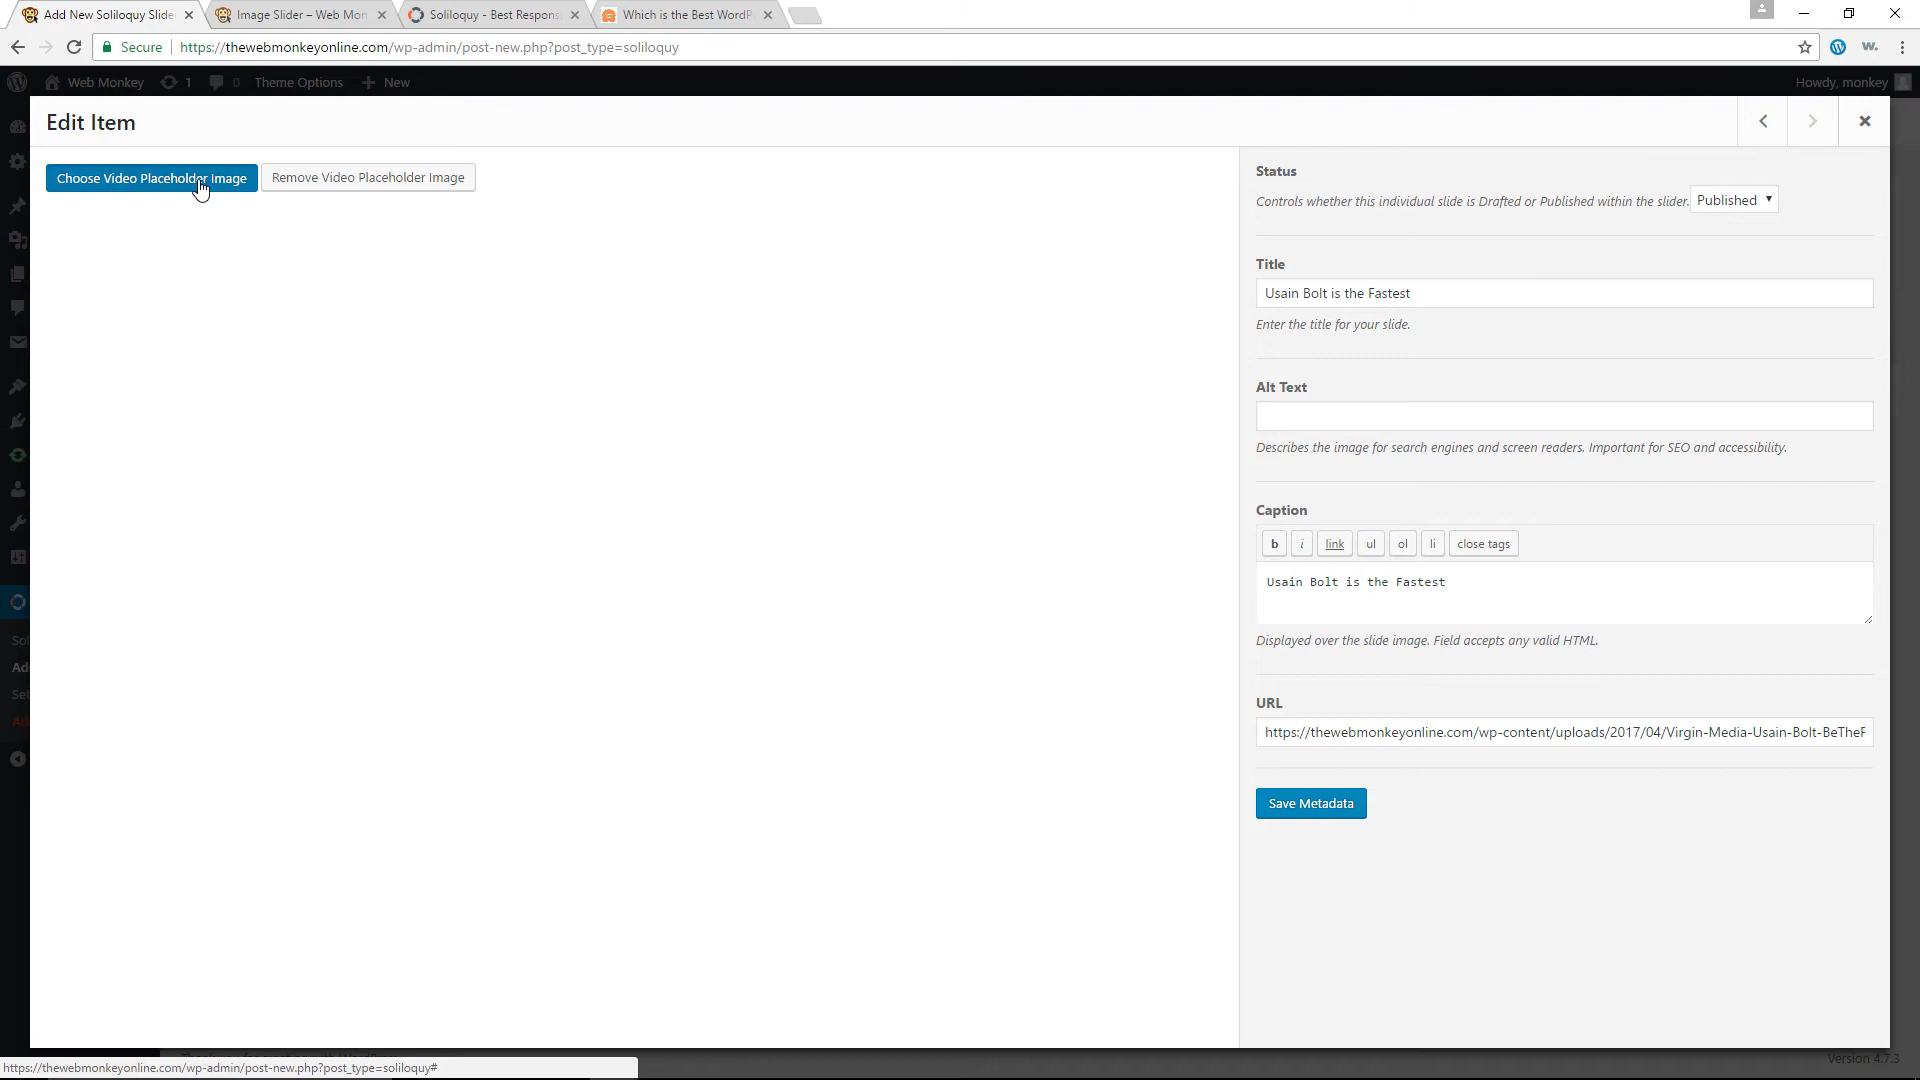 Add New Soliloquy Slide
Image Slider – Web Mon
Soliloquy - Best Respons
Which is the Best WordP
Secure
https://thewebmonkeyonline.com/wp-admin/post-new.php?post_type=soliloquy
w.
Web Monkey
1
0
Theme Options
New
Howdy, monkey
Edit Item
Choose Video Placeholder Image
Remove Video Placeholder Image
Status
Controls whether this individual slide is Drafted or Published within the slider.
Published
Title
Usain Bolt is the Fastest
Enter the title for your slide.
Alt Text
Describes the image for search engines and screen readers. Important for SEO and accessibility.
Caption
b
i
link
ul
ol
li
close tags
Usain Bolt is the Fastest
Displayed over the slide image. Field accepts any valid HTML.
URL
https://thewebmonkeyonline.com/wp-content/uploads/2017/04/Virgin-Media-Usain-Bolt-BeTheF
Save Metadata
Sol
Add
Set
Add
https://thewebmonkeyonline.com/wp-admin/post-new.php?post_type=soliloquy#
Version 4.7.3